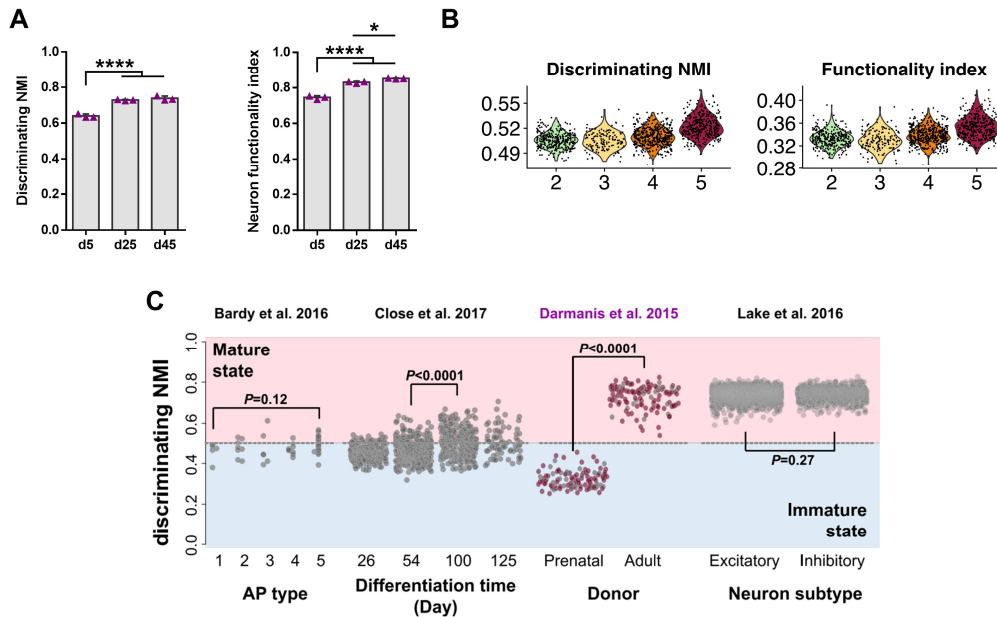 A
B
****
Discriminating NMI
1.0
0.8
0.6
0.4
0.2
0.0
d5 d25 d45
*
****
Neuron functionality index
1.0
0.8
0.6
0.4
0.2
0.0
d5 d25 d45
Discriminating NMI
0.55
0.52
0.49
2 3 4 5
Functionality index
0.40
0.36
0.32
0.28
2 3 4 5
C
Bardy et al. 2016 Close et al. 2017 Darmanis et al. 2015 Lake et al. 2016
discriminating NMI
1.0
0.8
0.6
0.4
0.2
0.0
Mature
state
P=0.12
P<0.0001
P<0.0001
P=0.27
Immature
state
1 2 3 4 5 26 54 100 125 Prenatal Adult Excitatory Inhibitory
AP type Differentiation time Donor Neuron subtype
(Day)